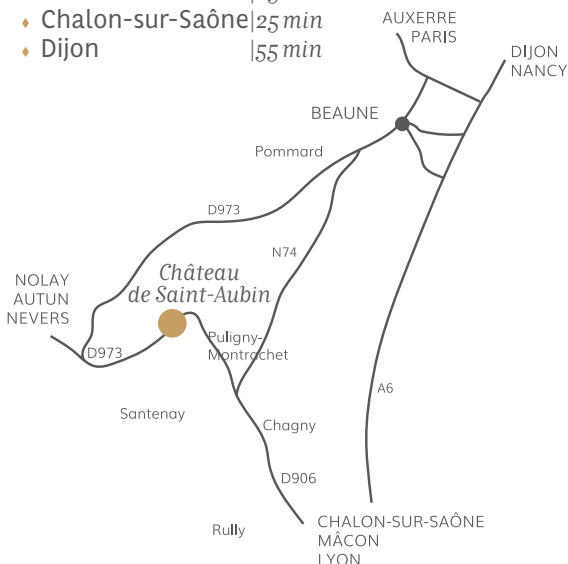 Chalon-sur-Saône|25 min
Dijon |55 min
AUXERRE
PARIS
DIJON
NANCY
BEAUNE
Pommard
D973
N74
Château
de Saint-Aubin
NOLAY
AUTUN
NEVERS
D973
Puligny-
Montrachet
A6
Santenay
Chagny
D906
Rully
CHALON-SUR-SAÔNE
MÂCON
LYON